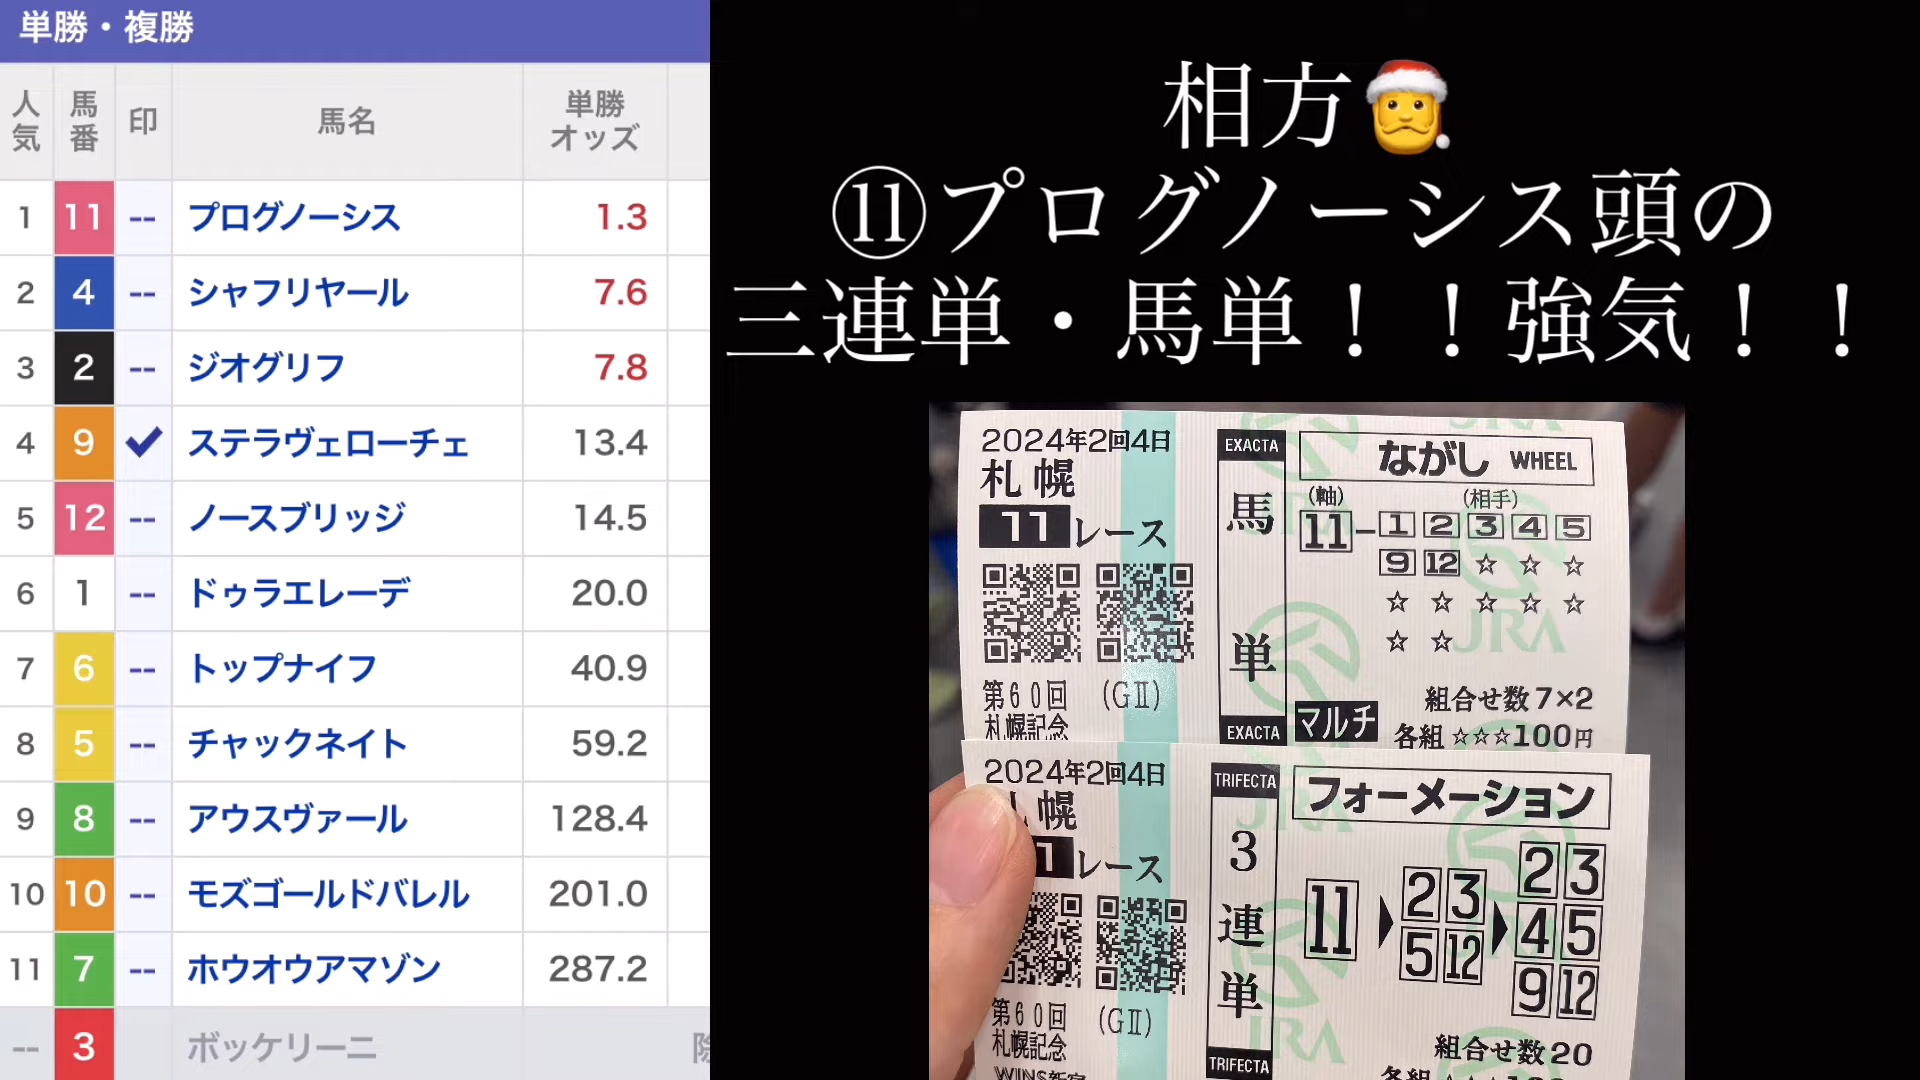 単勝・複勝
人気 馬番 印 馬名 単勝オッズ
1 11 -- プログノーシス 1.3
2 4 -- シャフリヤール 7.6
3 2 -- ジオグリフ 7.8
4 9 ✓ ステラヴェローチェ 13.4
5 12 -- ノースブリッジ 14.5
6 1 -- ドゥラエレーデ 20.0
7 6 -- トップナイフ 40.9
8 5 -- チャックネイト 59.2
9 8 -- アウスヴァール 128.4
10 10 -- モズゴールドバレル 201.0
11 7 -- ホウオウアマゾン 287.2
-- 3 ボッケリーニ
相方🎅
⑪プログノーシス頭の
三連単・馬単！！強気！！
2024年2回4日
札幌
11レース
第60回 (GⅡ)
札幌記念
EXACTA
馬単
EXACTA
ながし WHEEL
(軸) (相手)
11-1 2 3 4 5
9 12 ☆ ☆ ☆
☆ ☆ ☆ ☆ ☆
☆ ☆
JRA
組合せ数7×2
マルチ 各組 ☆☆☆100円
2024年2回4日
札幌
1レース
第60回 (GⅡ)
札幌記念
WINS新宿
TRIFECTA
3連単
TRIFECTA
フォーメーション
11▶2 3 5 12▶2 3 4 5 9 12
JRA
組合せ数20